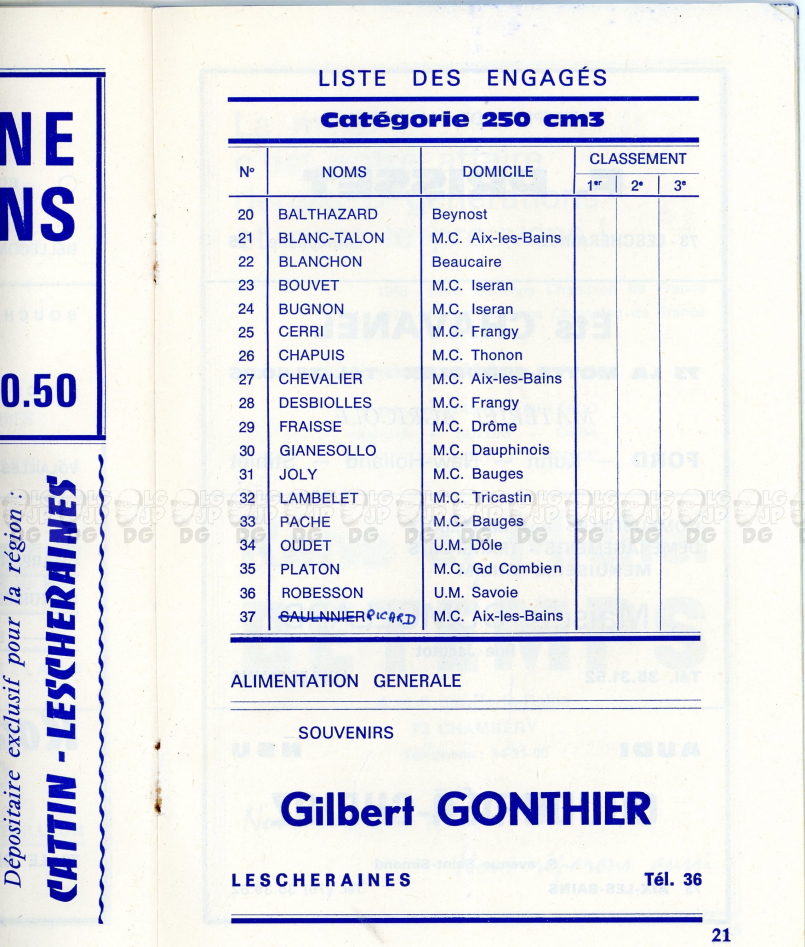 NE
NS
0.50
Dépositaire exclusif pour la région :
CATTIN - LESCHERAINES
LISTE DES ENGAGÉS
Catégorie 250 cm3
N° NOMS DOMICILE CLASSEMENT
1er 2e 3e
20 BALTHAZARD Beynost
21 BLANC-TALON M.C. Aix-les-Bains
22 BLANCHON Beaucaire
23 BOUVET M.C. Iseran
24 BUGNON M.C. Iseran
25 CERRI M.C. Frangy
26 CHAPUIS M.C. Thonon
27 CHEVALIER M.C. Aix-les-Bains
28 DESBIOLLES M.C. Frangy
29 FRAISSE M.C. Drôme
30 GIANESOLLO M.C. Dauphinois
31 JOLY M.C. Bauges
32 LAMBELET M.C. Tricastin
33 PACHE M.C. Bauges
34 OUDET U.M. Dôle
35 PLATON M.C. Gd Combien
36 ROBESSON U.M. Savoie
37 SAULNNIER PICARD M.C. Aix-les-Bains
ALIMENTATION GENERALE
SOUVENIRS
Gilbert GONTHIER
LESCHERAINES Tél. 36
21